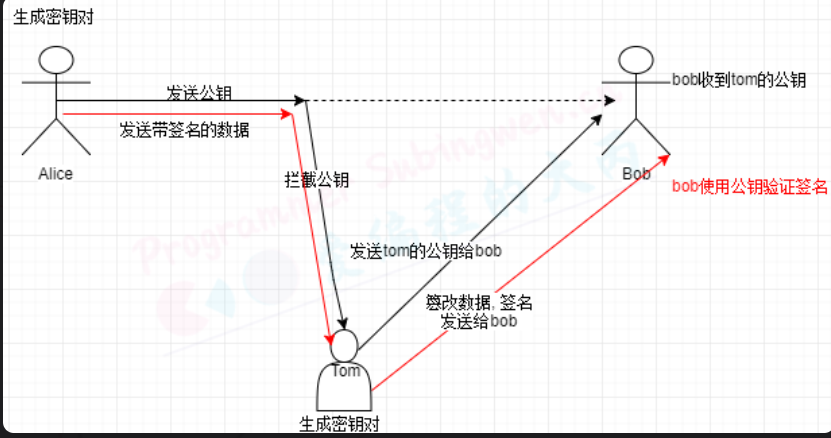 生成密钥对
发送公钥
bob收到tom的公钥
发送带签名的数据
Alice
拦截公钥
Bob
bob使用公钥验证签名
发送tom的公钥给bob
篡改数据, 签名
发送给bob
Tom
生成密钥对
Programmer Subingwen.cn
爱编程的大丙